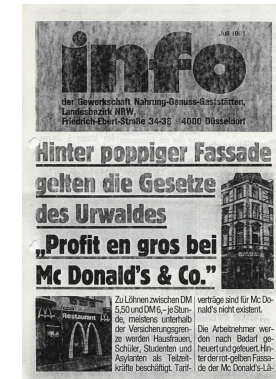 Juli 1981
info
der Gewerkschaft Nahrung-Genuss-Gaststätten,
Landesbezirk NRW,
Friedrich-Ebert-Straße 34-38 4000 Düsseldorf
Hinter poppiger Fassade
gelten die Gesetze
des Urwaldes
„Profit en gros bei
Mc Donald's & Co.”
Restaurant
Zu Löhnen zwischen DM
5,50 und DM 6,– je Stun-
de, meistens unterhalb
der Versicherungsgren-
ze werden Hausfrauen,
Schüler, Studenten und
Asylanten als Teilzeit-
kräfte beschäftigt. Tarif-
verträge sind für Mc Do-
nald's nicht existent.
Die Arbeitnehmer wer-
den nach Bedarf ge-
heuert und gefeuert. Hin-
ter der rot-gelben Fassa-
de der Mc Donald's-Lä-